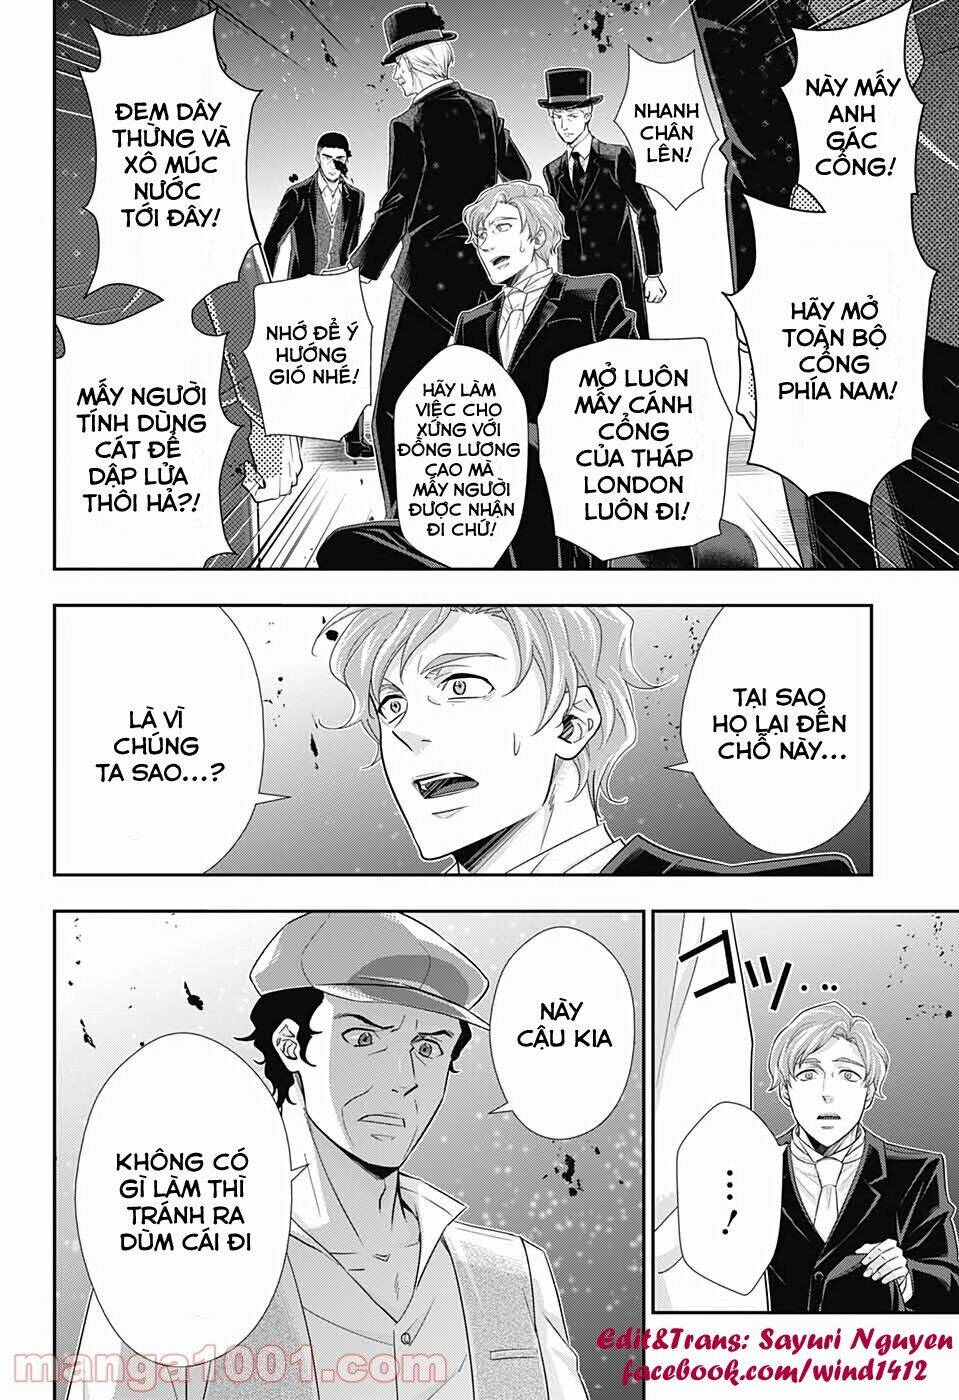 NÀY MẤY
ANH
GÁC
CỔNG!
NHANH
CHÂN
LÊN!
ĐEM DÂY
THỪNG VÀ
XÔ MÚC
NƯỚC
TỚI ĐÂY!
HÃY MỞ
TOÀN BỘ
CỔNG
PHÍA NAM!
MỞ LUÔN
MẤY CÁNH
CỔNG
CỦA THÁP
LONDON
LUÔN ĐI!
HÃY LÀM
VIỆC CHO
XỨNG VỚI
ĐỒNG LƯƠNG
CAO MÀ
MẤY NGƯỜI
ĐƯỢC NHẬN
ĐI CHỨ!
NHỚ ĐỂ Ý
HƯỚNG
GIÓ NHÉ!
MẤY NGƯỜI
TÍNH DÙNG
CÁT ĐỂ
DẬP LỬA
THÔI HẢ?!
TẠI SAO
HỌ LẠI ĐẾN
CHỖ NÀY...
LÀ VÌ
CHÚNG
TA SAO...?
コツ...
...!
NÀY
CẬU KIA
KHÔNG CÓ
GÌ LÀM THÌ
TRÁNH RA
DÙM CÁI ĐI
manga1001.com
Edit&Trans: Sayuri Nguyen
facebook.com/wind1412